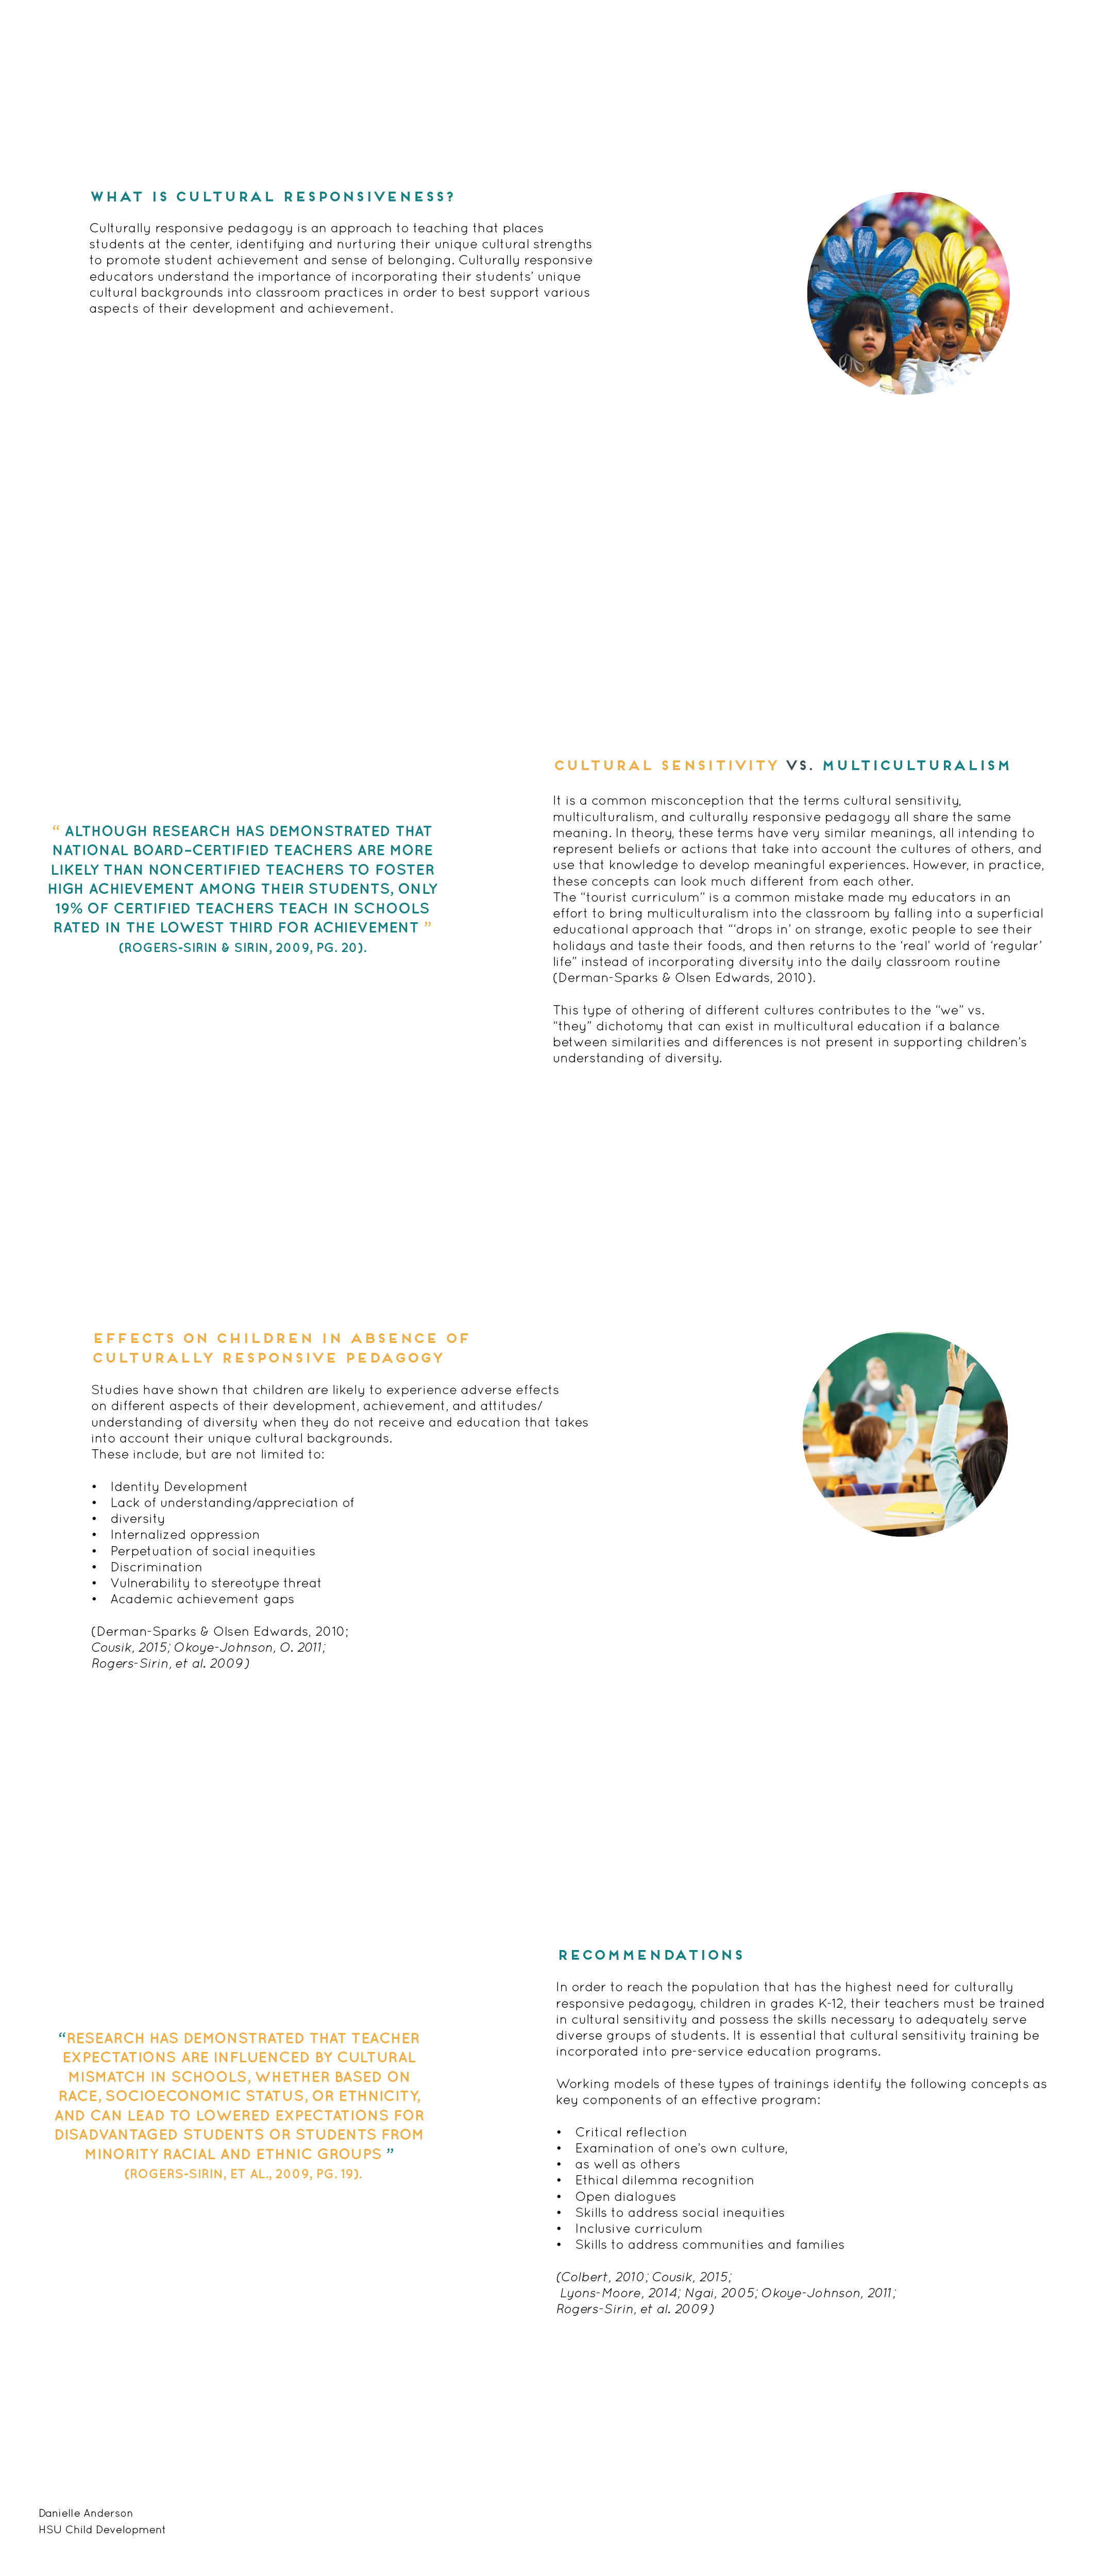 WHAT IS CULTURAL RESPONSIVENESS?
Culturally responsive pedagogy is an approach to teaching that places
students at the center, identifying and nurturing their unique cultural strengths
to promote student achievement and sense of belonging. Culturally responsive
educators understand the importance of incorporating their students' unique
cultural backgrounds into classroom practices in order to best support various
aspects of their development and achievement.
“ ALTHOUGH RESEARCH HAS DEMONSTRATED THAT
NATIONAL BOARD-CERTIFIED TEACHERS ARE MORE
LIKELY THAN NONCERTIFIED TEACHERS TO FOSTER
HIGH ACHIEVEMENT AMONG THEIR STUDENTS, ONLY
19% OF CERTIFIED TEACHERS TEACH IN SCHOOLS
RATED IN THE LOWEST THIRD FOR ACHIEVEMENT ”
(ROGERS-SIRIN & SIRIN, 2009, PG. 20).
CULTURAL SENSITIVITY VS. MULTICULTURALISM
It is a common misconception that the terms cultural sensitivity,
multiculturalism, and culturally responsive pedagogy all share the same
meaning. In theory, these terms have very similar meanings, all intending to
represent beliefs or actions that take into account the cultures of others, and
use that knowledge to develop meaningful experiences. However, in practice,
these concepts can look much different from each other.
The “tourist curriculum” is a common mistake made my educators in an
effort to bring multiculturalism into the classroom by falling into a superficial
educational approach that “‘drops in’ on strange, exotic people to see their
holidays and taste their foods, and then returns to the ‘real’ world of ‘regular’
life” instead of incorporating diversity into the daily classroom routine
(Derman-Sparks & Olsen Edwards, 2010).
This type of othering of different cultures contributes to the “we” vs.
“they” dichotomy that can exist in multicultural education if a balance
between similarities and differences is not present in supporting children’s
understanding of diversity.
EFFECTS ON CHILDREN IN ABSENCE OF
CULTURALLY RESPONSIVE PEDAGOGY
Studies have shown that children are likely to experience adverse effects
on different aspects of their development, achievement, and attitudes/
understanding of diversity when they do not receive and education that takes
into account their unique cultural backgrounds.
These include, but are not limited to:
• Identity Development
• Lack of understanding/appreciation of
• diversity
• Internalized oppression
• Perpetuation of social inequities
• Discrimination
• Vulnerability to stereotype threat
• Academic achievement gaps
(Derman-Sparks & Olsen Edwards, 2010;
Cousik, 2015; Okoye-Johnson, O. 2011;
Rogers-Sirin, et al. 2009)
“RESEARCH HAS DEMONSTRATED THAT TEACHER
EXPECTATIONS ARE INFLUENCED BY CULTURAL
MISMATCH IN SCHOOLS, WHETHER BASED ON
RACE, SOCIOECONOMIC STATUS, OR ETHNICITY,
AND CAN LEAD TO LOWERED EXPECTATIONS FOR
DISADVANTAGED STUDENTS OR STUDENTS FROM
MINORITY RACIAL AND ETHNIC GROUPS ”
(ROGERS-SIRIN, ET AL., 2009, PG. 19).
RECOMMENDATIONS
In order to reach the population that has the highest need for culturally
responsive pedagogy, children in grades K-12, their teachers must be trained
in cultural sensitivity and possess the skills necessary to adequately serve
diverse groups of students. It is essential that cultural sensitivity training be
incorporated into pre-service education programs.
Working models of these types of trainings identify the following concepts as
key components of an effective program:
• Critical reflection
• Examination of one’s own culture,
• as well as others
• Ethical dilemma recognition
• Open dialogues
• Skills to address social inequities
• Inclusive curriculum
• Skills to address communities and families
(Colbert, 2010; Cousik, 2015;
Lyons-Moore, 2014; Ngai, 2005; Okoye-Johnson, 2011;
Rogers-Sirin, et al. 2009)
Danielle Anderson
HSU Child Development